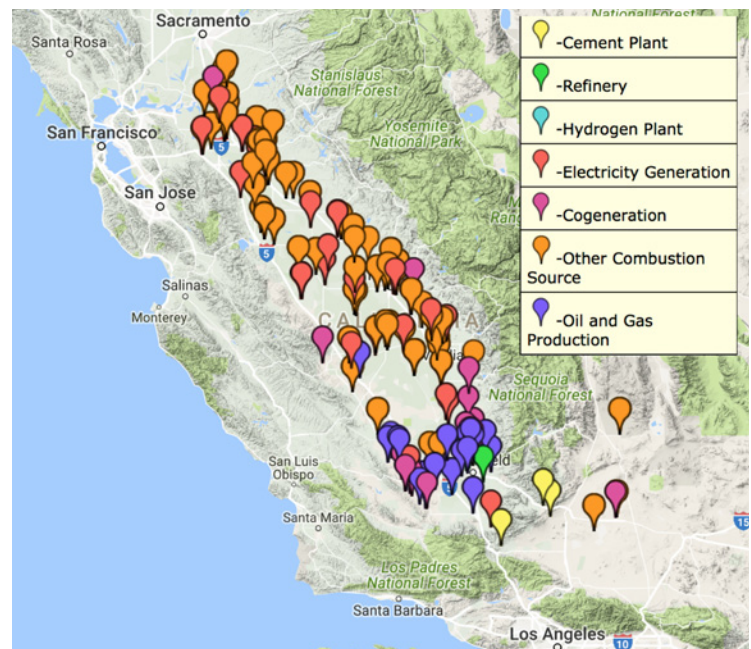 Sacramento
National Forest
Santa Rosa
-Cement Plant
-Refinery
Stanislaus
National Forest
-Hydrogen Plant
San Francisco
Yosemite
National Park
5
-Electricity Generation
San Jose
-Cogeneration
5
-Other Combustion
Source
Salinas
Monterey
-Oil and Gas
Production
Sequoia
National Forest
San Luis
Obispo
15
Santa Maria
Los Padres
National Forest
Santa Barbara
Los Angeles
10